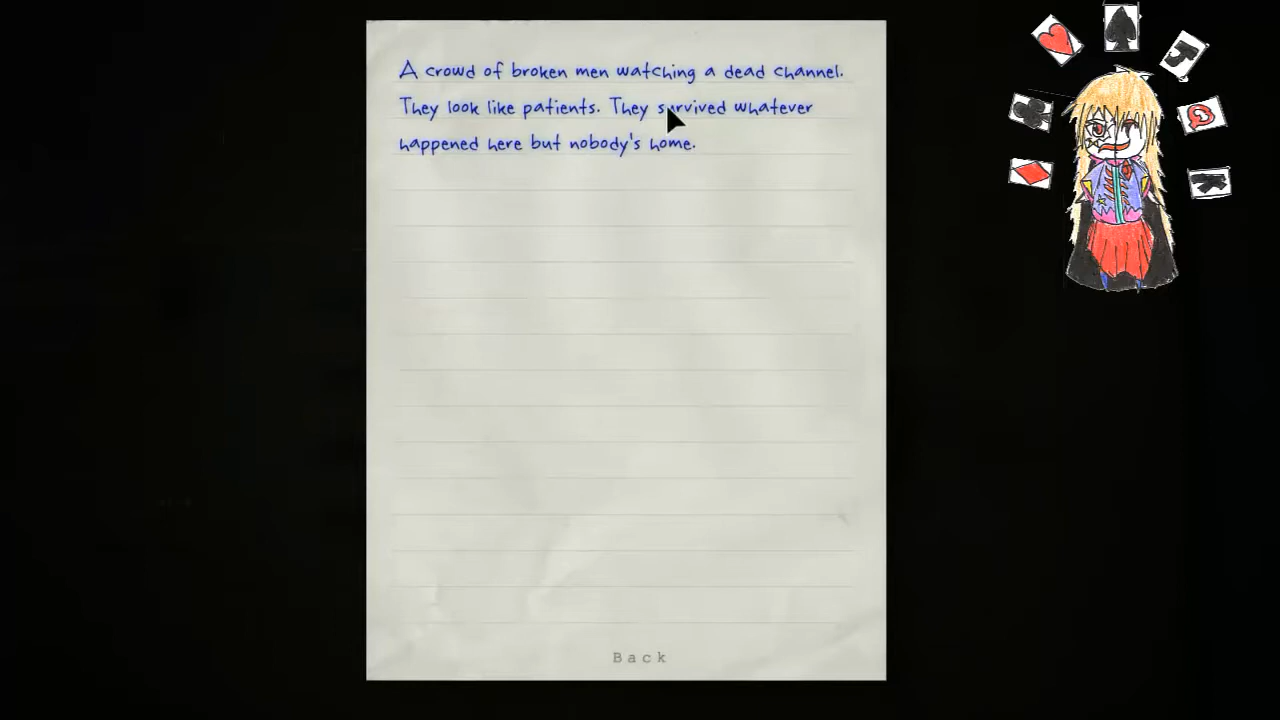 A crowd of broken men watching a dead channel.
They look like patients. They survived whatever
happened here but nobody's home.
Back